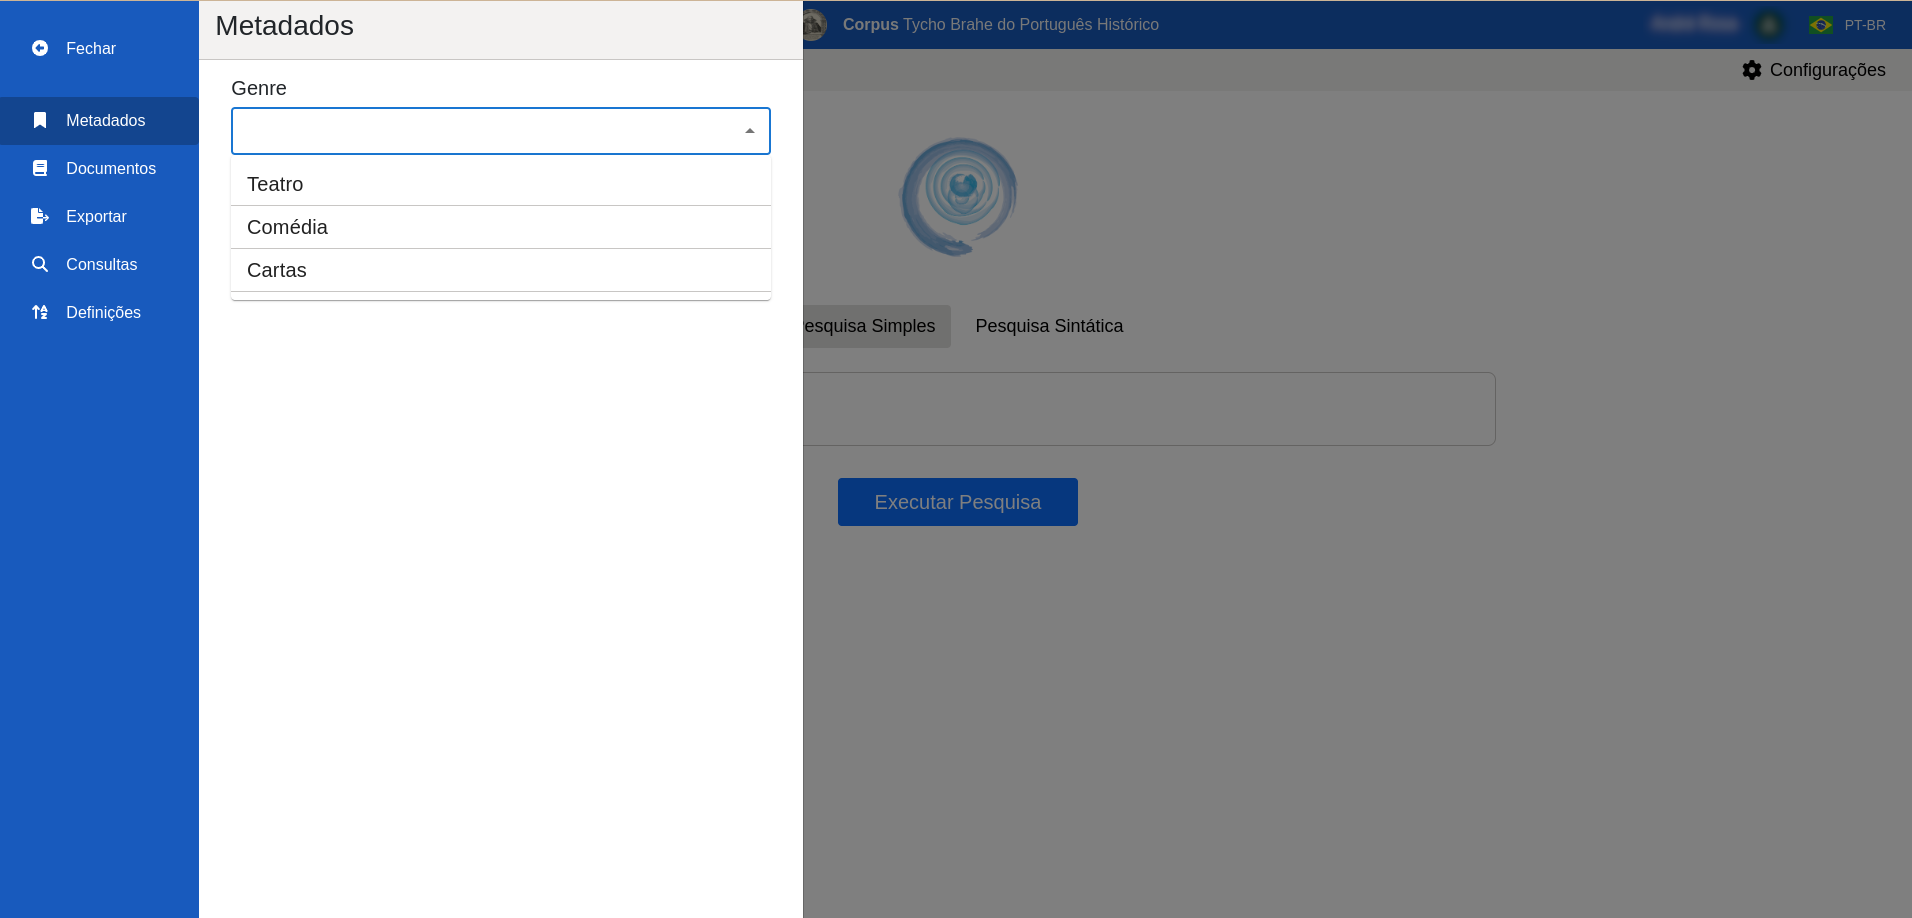 Fechar
Metadados
Documentos
Exportar
Consultas
Definições
Metadados
Genre
Teatro
Comédia
Cartas
Corpus Tycho Brahe do Português Histórico
PT-BR
Configurações
esquisa Simples
Pesquisa Sintática
Executar Pesquisa